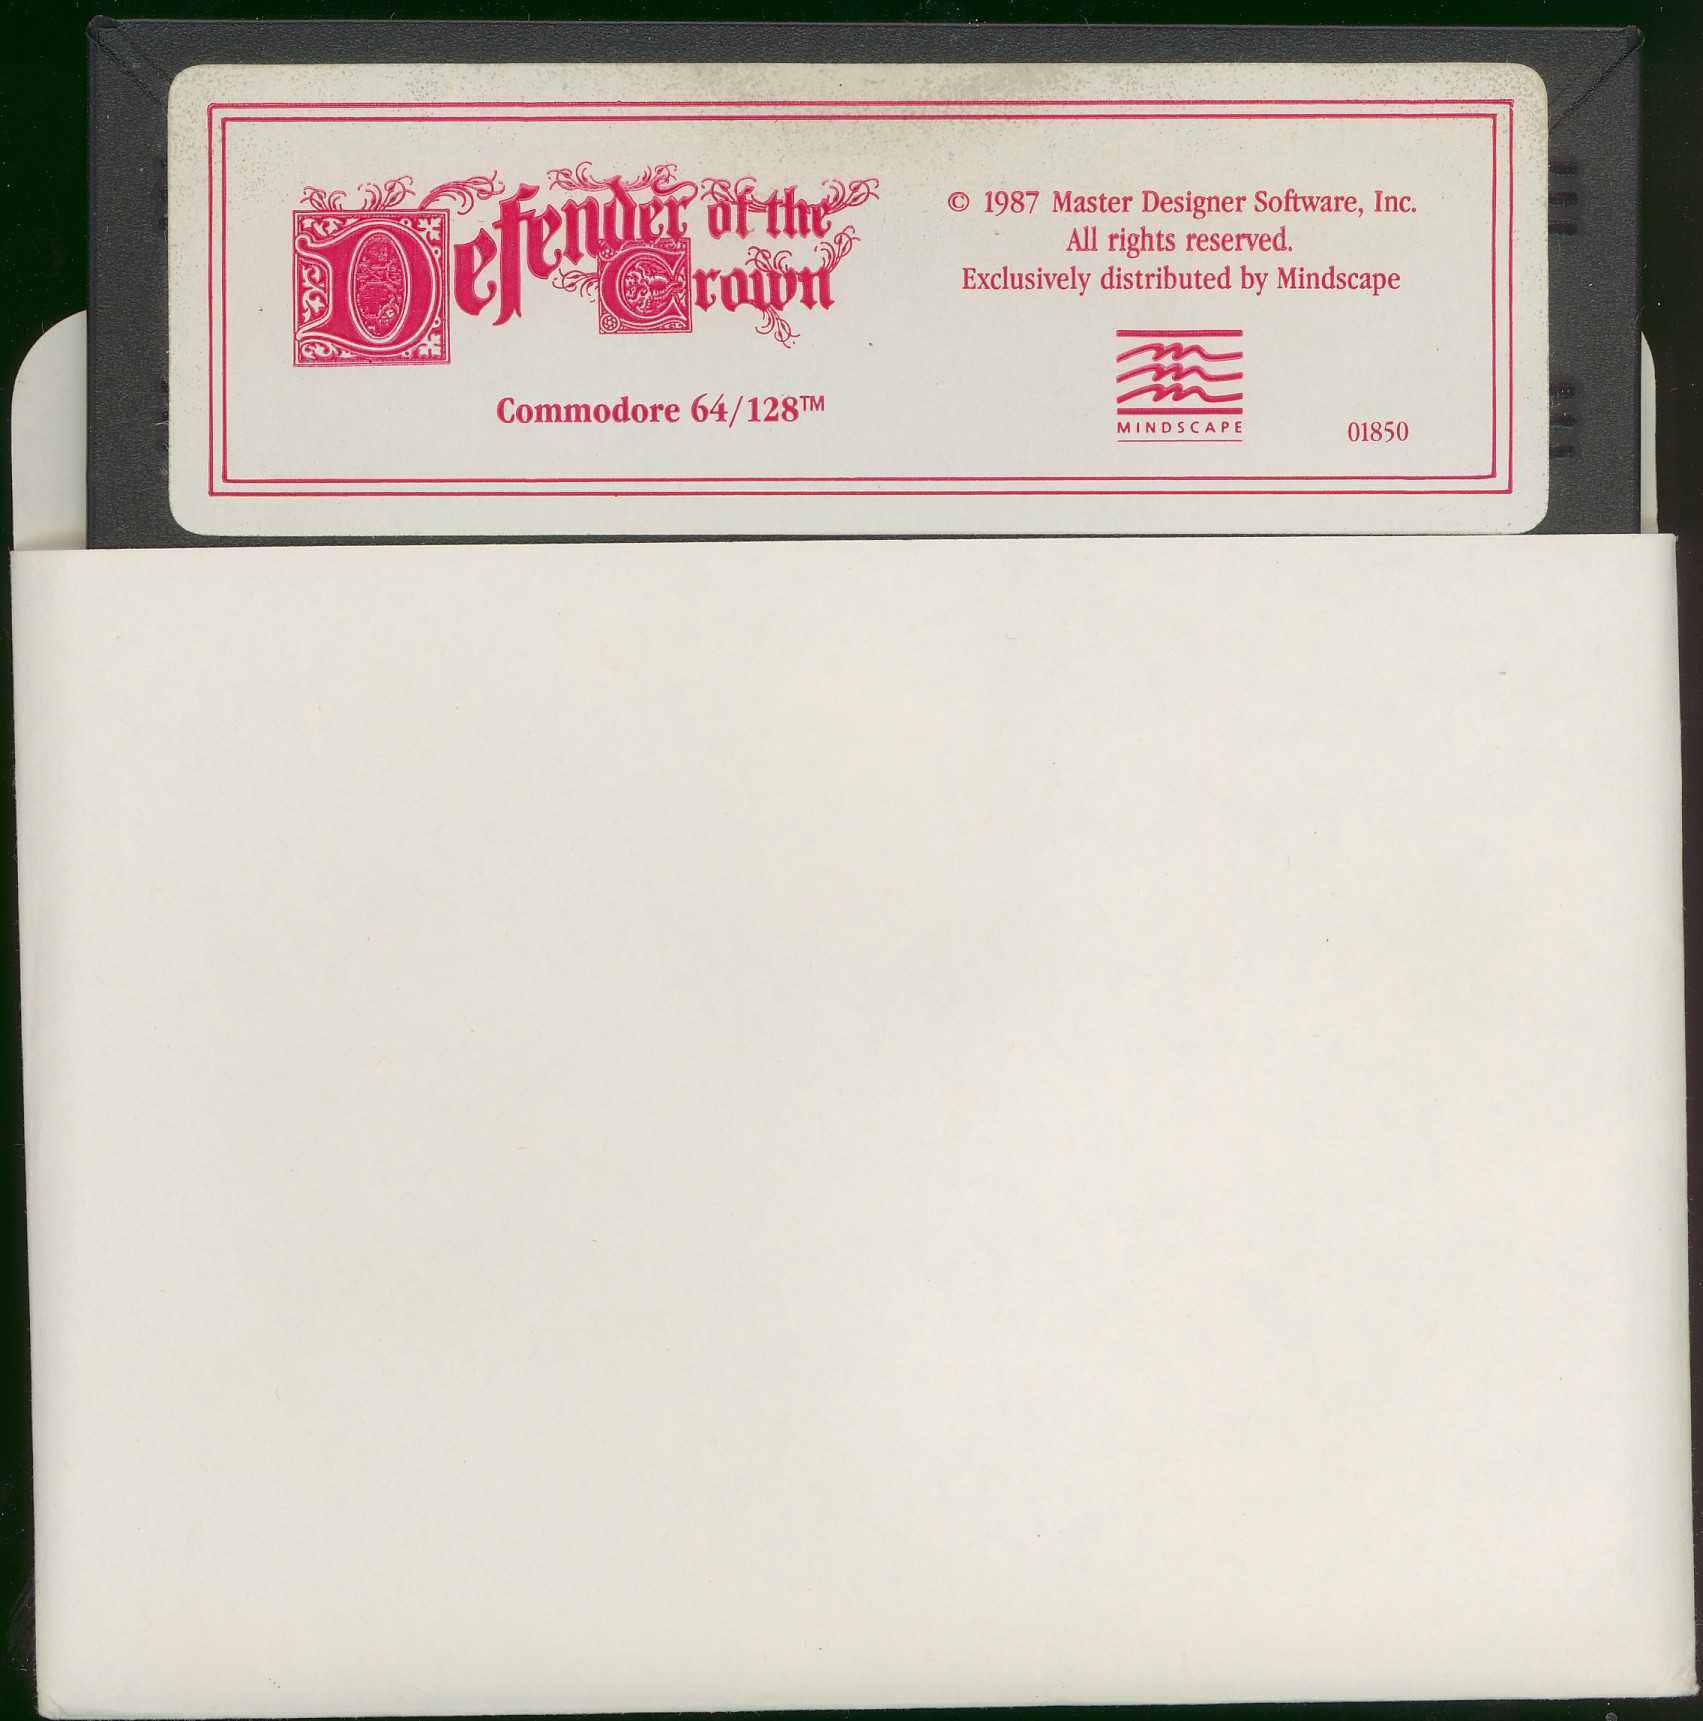 Defender of the
Crown
Commodore 64/128™
© 1987 Master Designer Software, Inc.
All rights reserved.
Exclusively distributed by Mindscape
MINDSCAPE
01850